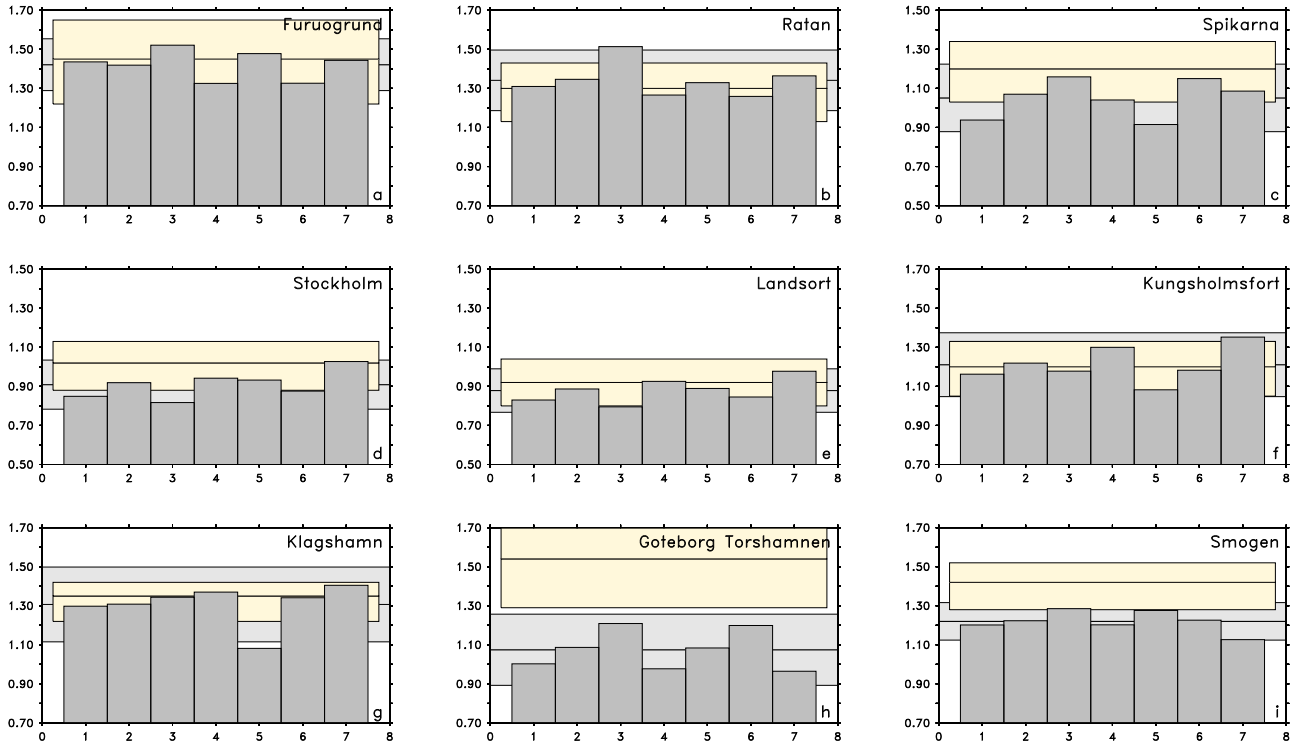 1.70 1.50 1.30 1.10 0.90 0.70
Furuogrund
a
0 1 2 3 4 5 6 7 8
1.70 1.50 1.30 1.10 0.90 0.70
Ratan
b
0 1 2 3 4 5 6 7 8
1.50 1.30 1.10 0.90 0.70 0.50
Spikarna
c
0 1 2 3 4 5 6 7 8
1.50 1.30 1.10 0.90 0.70 0.50
Stockholm
d
0 1 2 3 4 5 6 7 8
1.50 1.30 1.10 0.90 0.70 0.50
Landsort
e
0 1 2 3 4 5 6 7 8
1.70 1.50 1.30 1.10 0.90 0.70
Kungsholmsfort
f
0 1 2 3 4 5 6 7 8
1.70 1.50 1.30 1.10 0.90 0.70
Klagshamn
g
0 1 2 3 4 5 6 7 8
1.70 1.50 1.30 1.10 0.90 0.70
Goteborg Torshamnen
h
0 1 2 3 4 5 6 7 8
1.70 1.50 1.30 1.10 0.90 0.70
Smogen
i
0 1 2 3 4 5 6 7 8